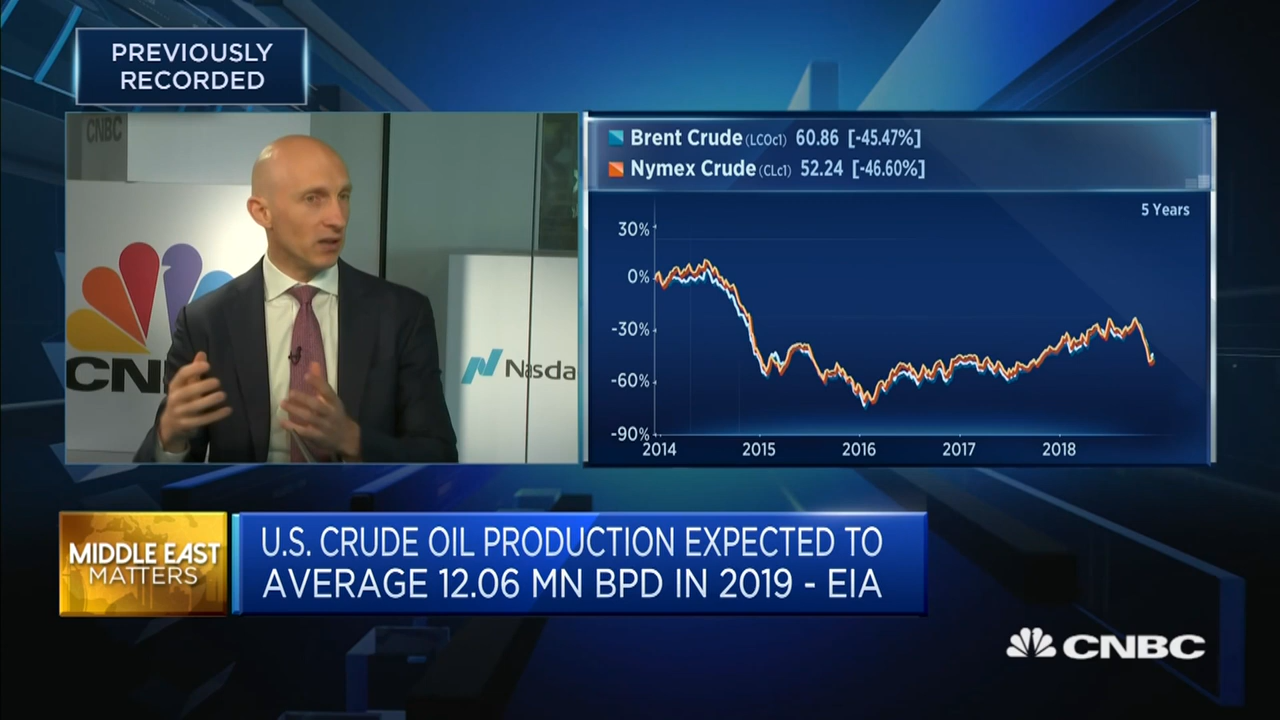 PREVIOUSLY
RECORDED
CNBC
CN
Nasda
Brent Crude (LCOc1) 60.86 [-45.47%]
Nymex Crude (CLc1) 52.24 [-46.60%]
5 Years
30%
0%
-30%
-60%
-90%
2014 2015 2016 2017 2018
MIDDLE EAST
MATTERS
U.S. CRUDE OIL PRODUCTION EXPECTED TO
AVERAGE 12.06 MN BPD IN 2019 - EIA
CNBC